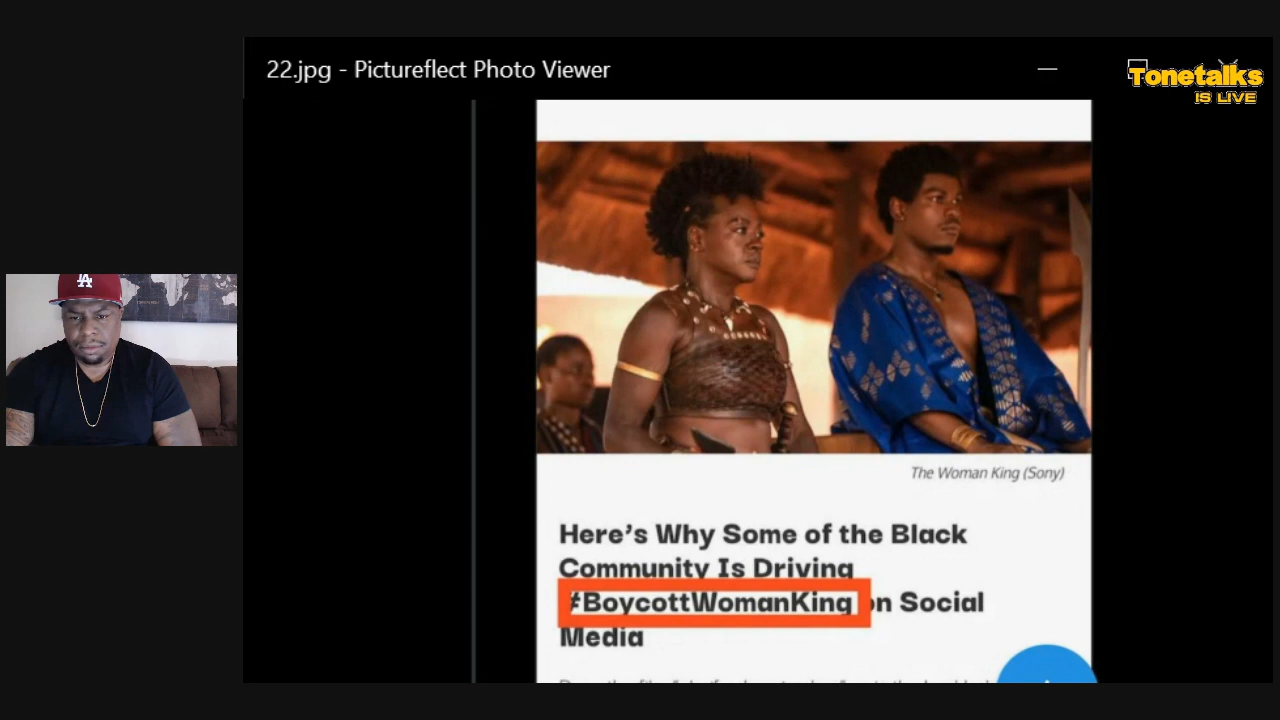 22.jpg - Pictureflect Photo Viewer
Tonetalks
IS LIVE
LA
The Woman King (Sony)
Here's Why Some of the Black
Community Is Driving
#BoycottWomanKing on Social
Media